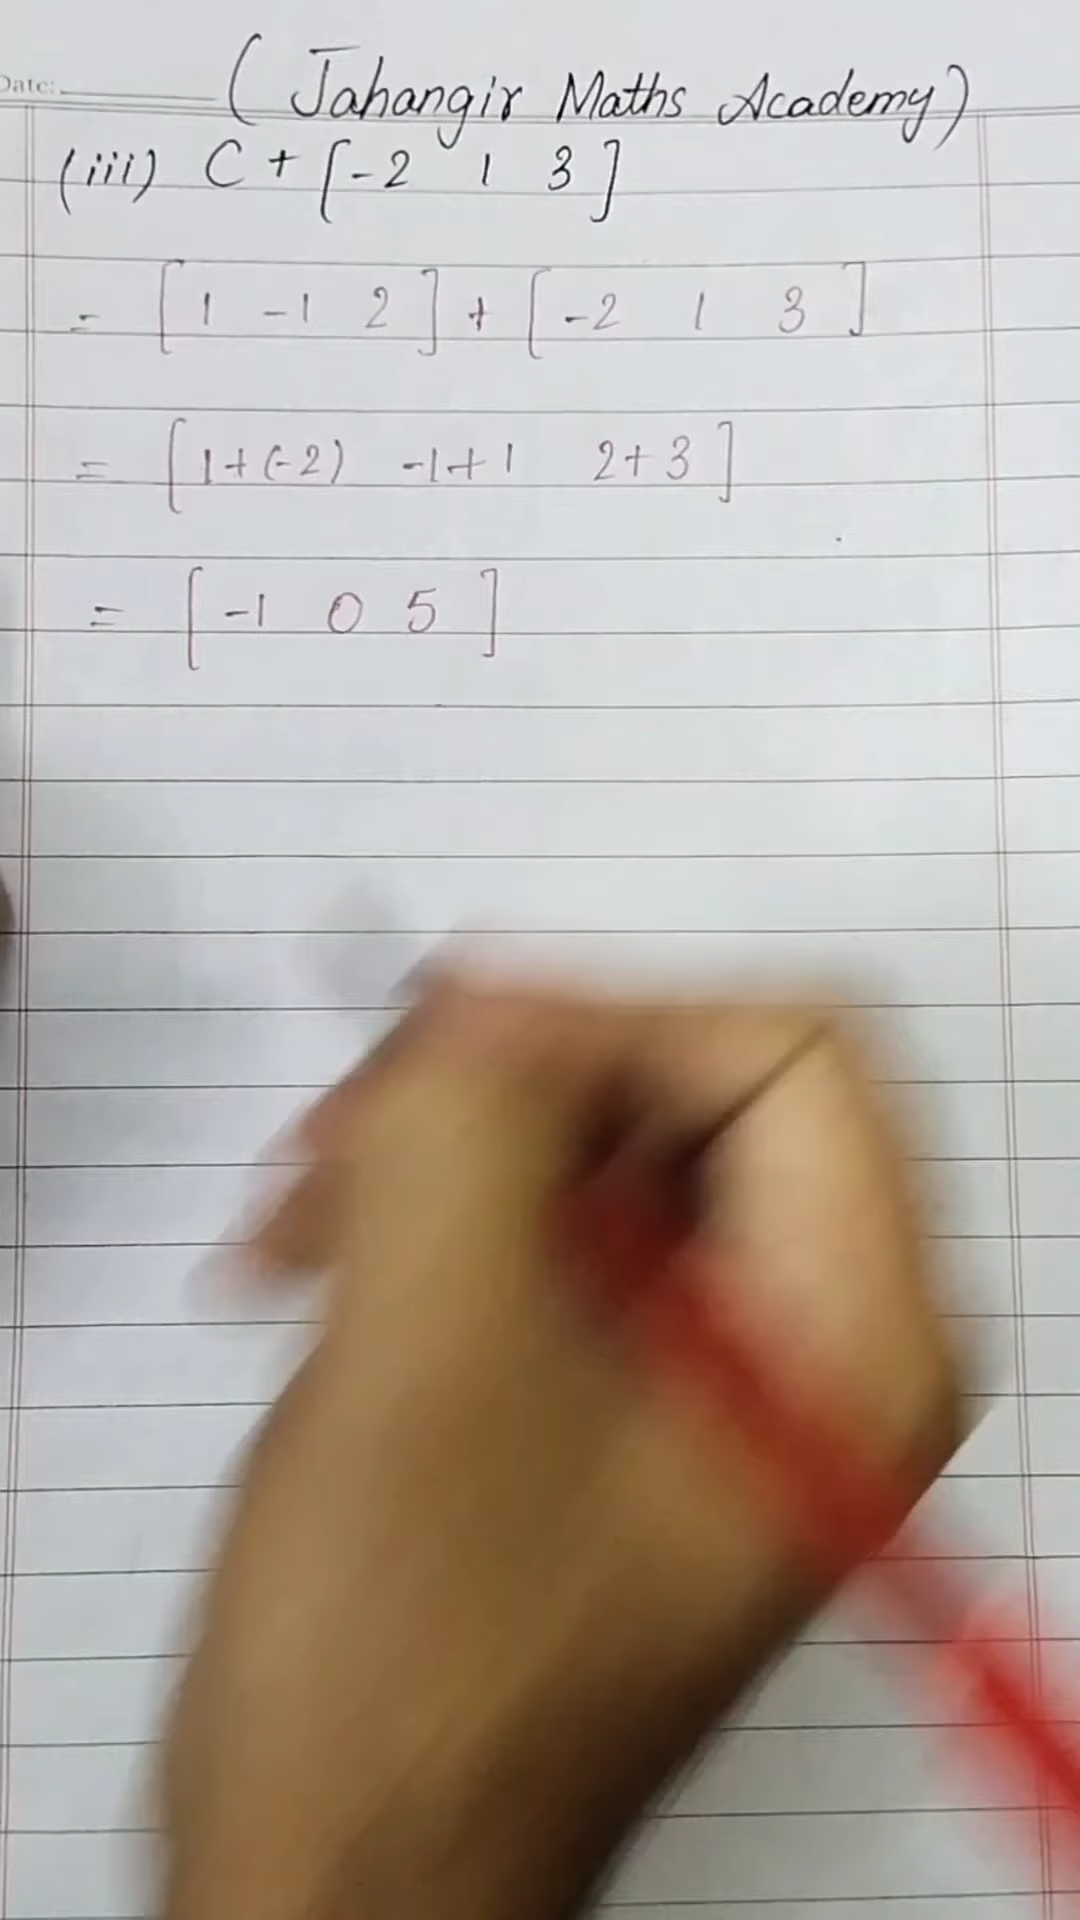 Date:
( Jahangir Maths Academy)
(iii) C + [-2 1 3]
= [1 -1 2] + [-2 1 3]
= [1+(-2) -1+1 2+3]
= [-1 0 5]